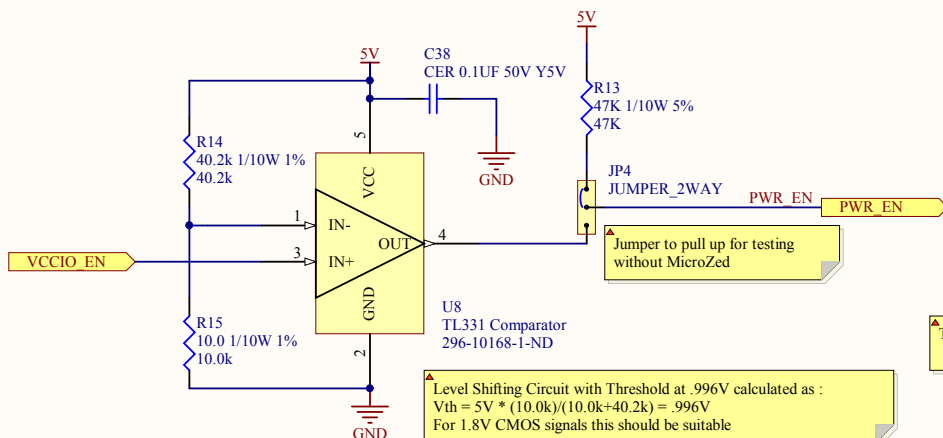 5V
C38
CER 0.1UF 50V Y5V
GND
R14
40.2k 1/10W 1%
40.2k
5
VCC
1
IN-
OUT
4
VCCIO_EN
3
IN+
GND
2
R15
10.0 1/10W 1%
10.0k
GND
U8
TL331 Comparator
296-10168-1-ND
5V
R13
47K 1/10W 5%
47K
JP4
JUMPER_2WAY
PWR_EN
PWR_EN
Jumper to pull up for testing
without MicroZed
T
Level Shifting Circuit with Threshold at .996V calculated as :
Vth = 5V * (10.0k)/(10.0k+40.2k) = .996V
For 1.8V CMOS signals this should be suitable